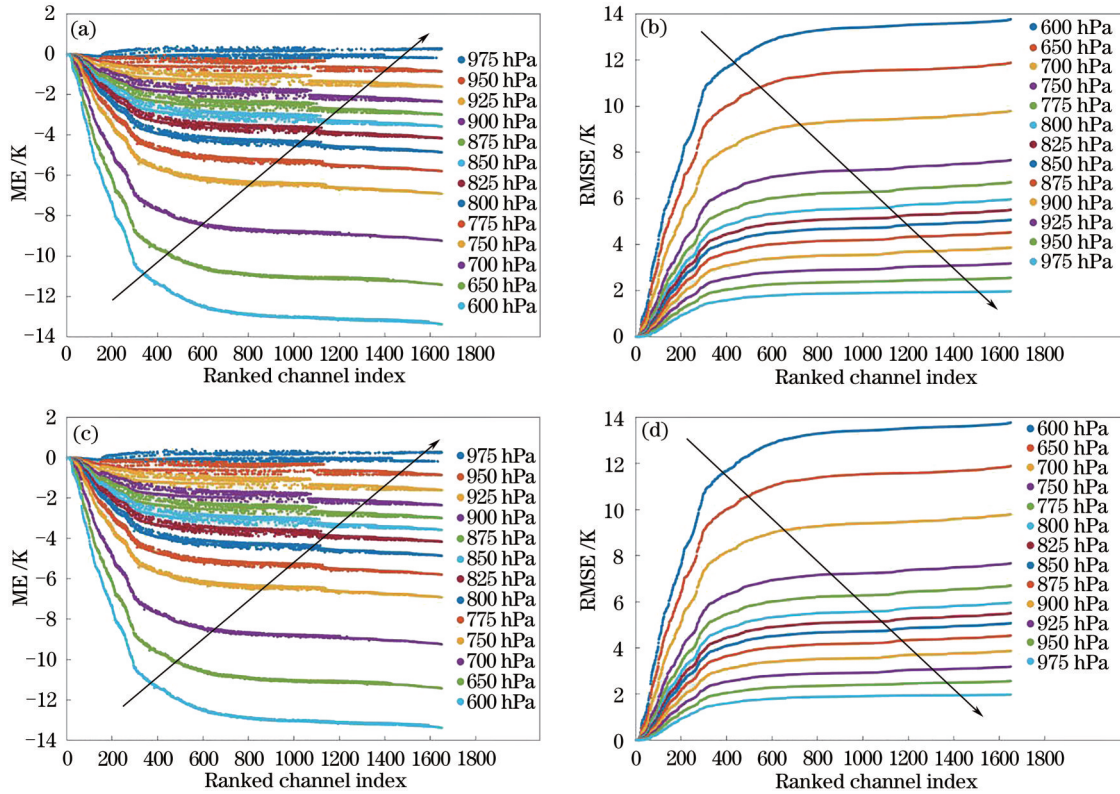 (a)
2
0
−2
−4
−6
−8
−10
−12
−14
ME /K
0 200 400 600 800 1000 1200 1400 1600 1800
Ranked channel index
975 hPa
950 hPa
925 hPa
900 hPa
875 hPa
850 hPa
825 hPa
800 hPa
775 hPa
750 hPa
700 hPa
650 hPa
600 hPa
(b)
14
12
10
8
6
4
2
0
RMSE /K
0 200 400 600 800 1000 1200 1400 1600 1800
Ranked channel index
600 hPa
650 hPa
700 hPa
750 hPa
775 hPa
800 hPa
825 hPa
850 hPa
875 hPa
900 hPa
925 hPa
950 hPa
975 hPa
(c)
2
0
−2
−4
−6
−8
−10
−12
−14
ME /K
0 200 400 600 800 1000 1200 1400 1600 1800
Ranked channel index
975 hPa
950 hPa
925 hPa
900 hPa
875 hPa
850 hPa
825 hPa
800 hPa
775 hPa
750 hPa
700 hPa
650 hPa
600 hPa
(d)
14
12
10
8
6
4
2
0
RMSE /K
0 200 400 600 800 1000 1200 1400 1600 1800
Ranked channel index
600 hPa
650 hPa
700 hPa
750 hPa
775 hPa
800 hPa
825 hPa
850 hPa
875 hPa
900 hPa
925 hPa
950 hPa
975 hPa